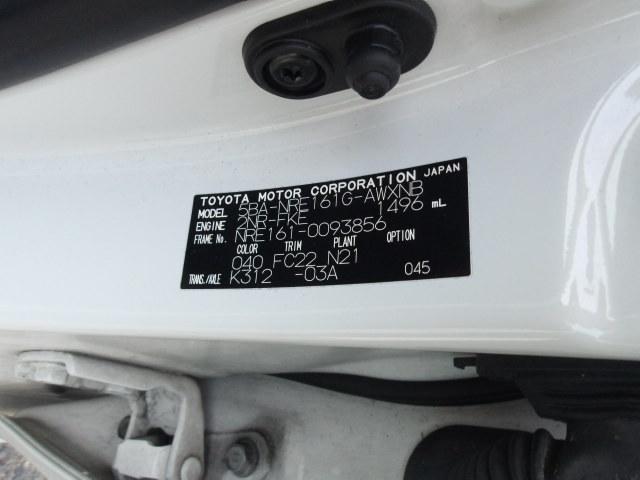 TOYOTA MOTOR CORPORATION JAPAN
MODEL 5BA-NRE161G-AWXNB
ENGINE 2NR-FKE 1496 mL
FRAME No. NRE161-0093856
COLOR TRIM PLANT OPTION
040 FC22 N21
TRANS./AXLE K312 -03A 045